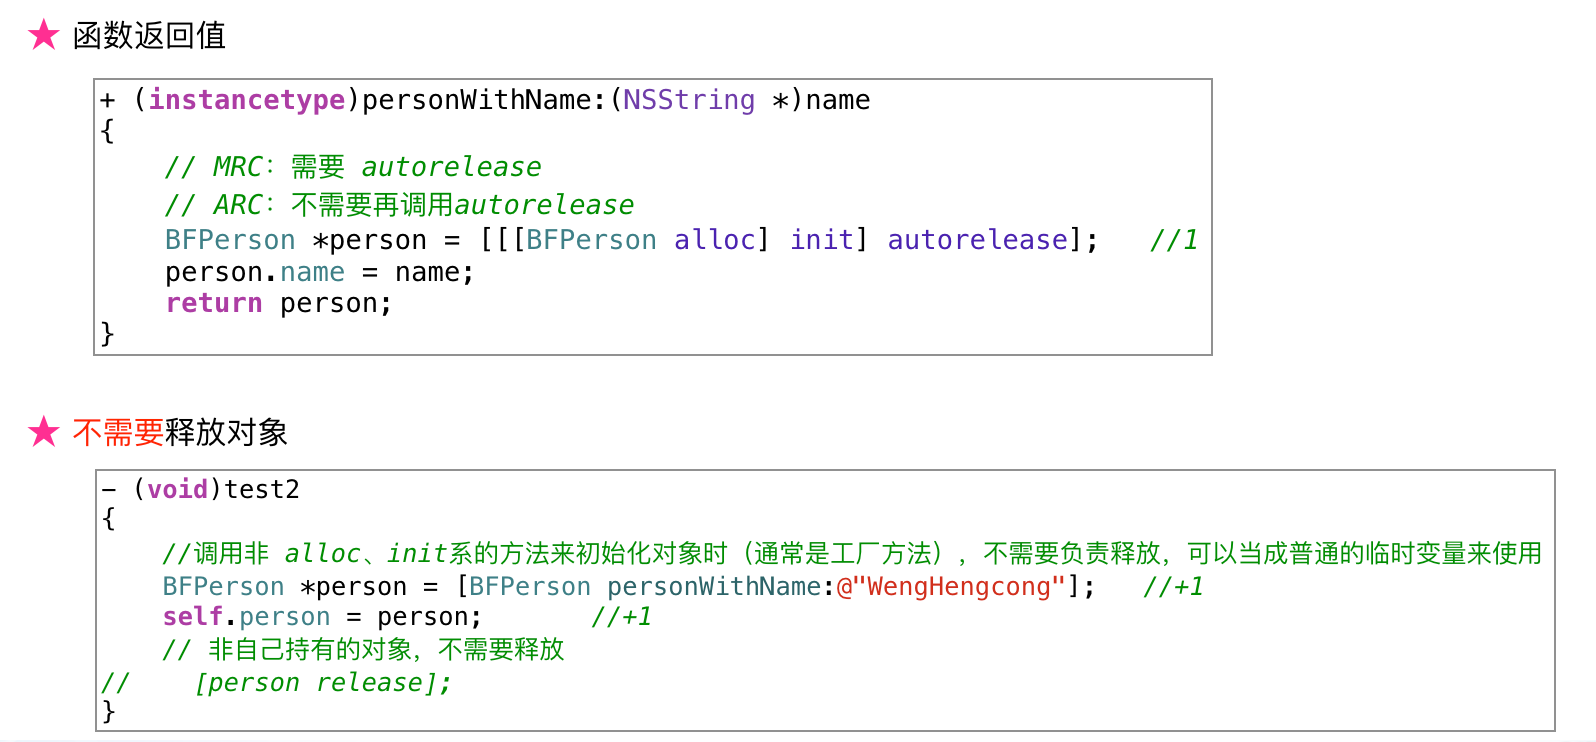 ★ 函数返回值
+ (instancetype)personWithName:(NSString *)name
{
    // MRC：需要 autorelease
    // ARC：不需要再调用autorelease
    BFPerson *person = [[[BFPerson alloc] init] autorelease];   //1
    person.name = name;
    return person;
}
★ 不需要释放对象
- (void)test2
{
    //调用非 alloc、init系的方法来初始化对象时（通常是工厂方法），不需要负责释放，可以当成普通的临时变量来使用
    BFPerson *person = [BFPerson personWithName:@"WengHengcong"];   //+1
    self.person = person;       //+1
    // 非自己持有的对象，不需要释放
//    [person release];
}